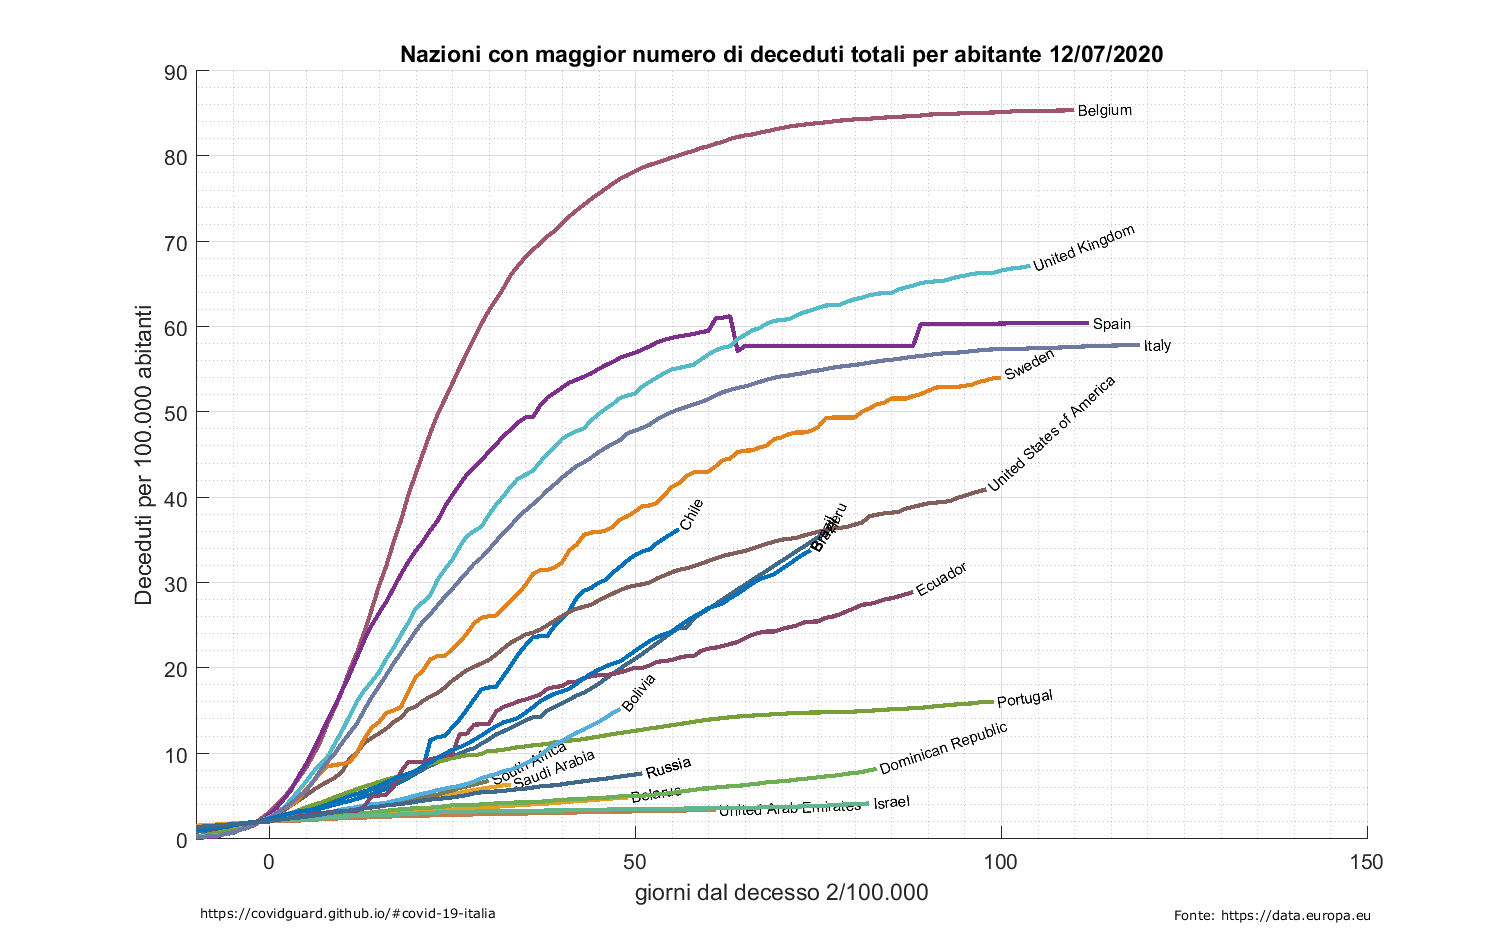 Nazioni con maggior numero di deceduti totali per abitante 12/07/2020
90
80
70
60
50
40
30
20
10
0
Deceduti per 100.000 abitanti
Belgium
United Kingdom
Spain
Italy
Sweden
United States of America
Chile
Brazil
Peru
Ecuador
Bolivia
Portugal
Dominican Republic
South Africa
Saudi Arabia
Russia
Belarus
United Arab Emirates
Israel
0
50
100
150
giorni dal decesso 2/100.000
https://covidguard.github.io/#covid-19-italia
Fonte: https://data.europa.eu